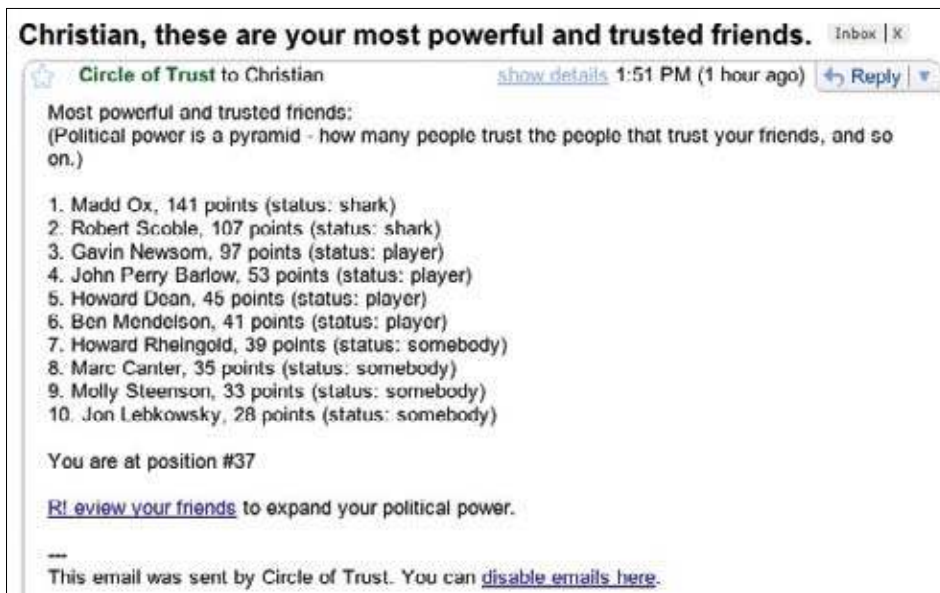 Christian, these are your most powerful and trusted friends. Inbox | X
Circle of Trust to Christian show details 1:51 PM (1 hour ago) Reply
Most powerful and trusted friends:
(Political power is a pyramid - how many people trust the people that trust your friends, and so
on.)
1. Madd Ox, 141 points (status: shark)
2. Robert Scoble, 107 points (status: shark)
3. Gavin Newsom, 97 points (status: player)
4. John Perry Barlow, 53 points (status: player)
5. Howard Dean, 45 points (status: player)
6. Ben Mendelson, 41 points (status: player)
7. Howard Rheingold, 39 points (status: somebody)
8. Marc Canter, 35 points (status: somebody)
9. Molly Steenson, 33 points (status: somebody)
10. Jon Lebkowsky, 28 points (status: somebody)
You are at position #37
R! eview your friends to expand your political power.
---
This email was sent by Circle of Trust. You can disable emails here.